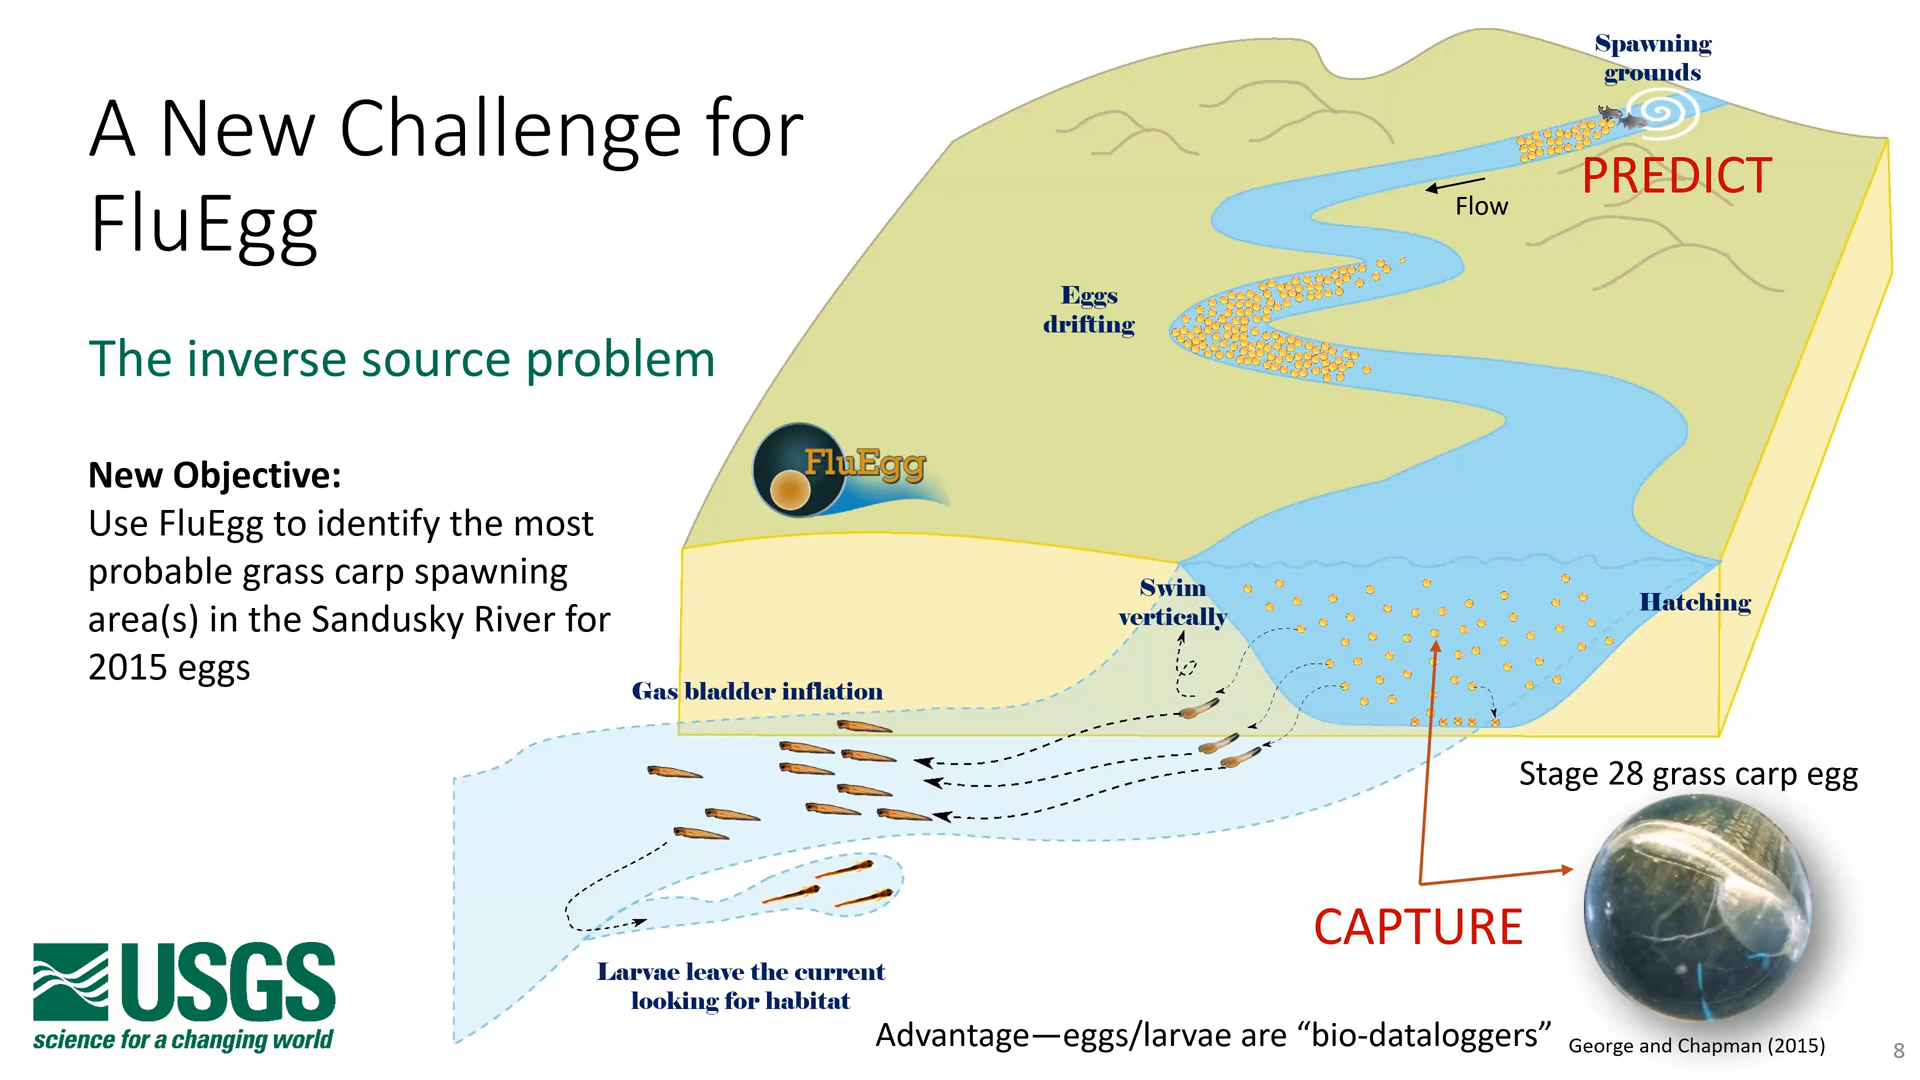 A New Challenge for
FluEgg
The inverse source problem
New Objective:
Use FluEgg to identify the most
probable grass carp spawning
area(s) in the Sandusky River for
2015 eggs
Spawning
grounds
PREDICT
Flow
Eggs
drifting
FluEgg
Swim
vertically
Hatching
Gas bladder inflation
Stage 28 grass carp egg
CAPTURE
Larvae leave the current
looking for habitat
USGS
science for a changing world
Advantage—eggs/larvae are “bio-dataloggers”
George and Chapman (2015)
8